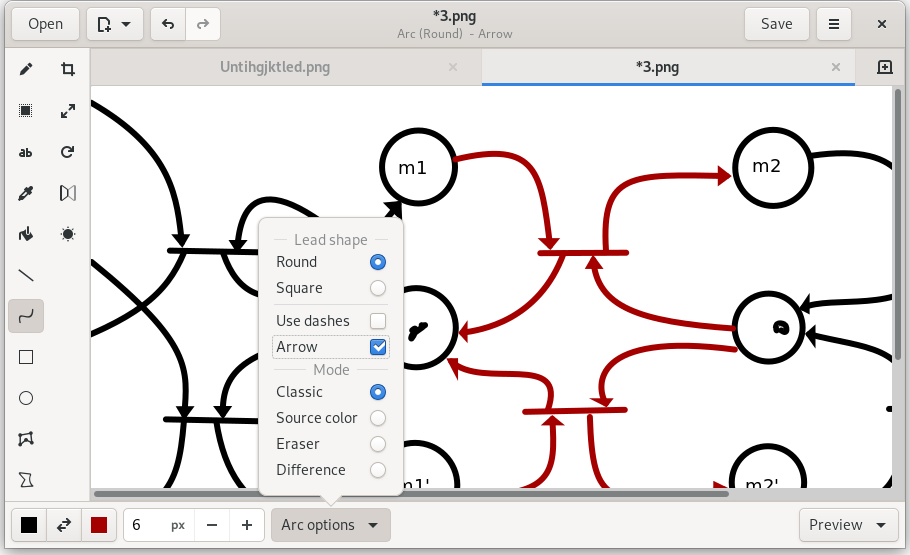 Open
*3.png
Arc (Round) - Arrow
Save
Untihgjktled.png
*3.png
ab
m1
m2
Lead shape
Round
Square
Use dashes
Arrow
Mode
Classic
Source color
Eraser
Difference
m1'
m2'
6 px
Arc options
Preview